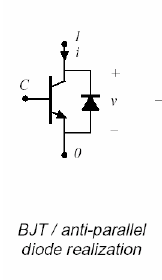 1
i
+
C
v
–
–
0
BJT / anti-parallel
diode realization